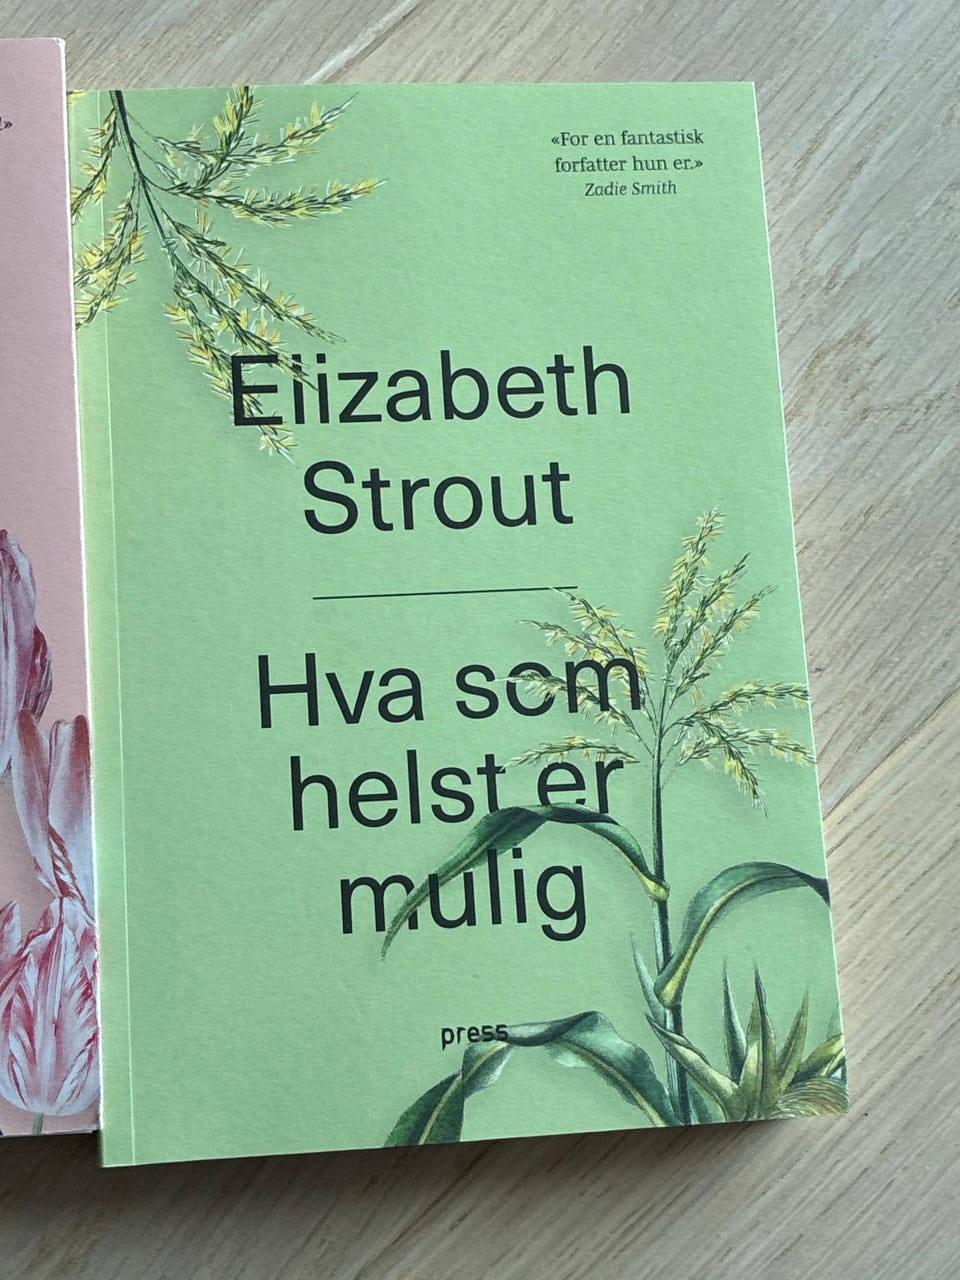 «For en fantastisk
forfatter hun er.»
Zadie Smith
Elizabeth
Strout
Hva som
helst er
mulig
press